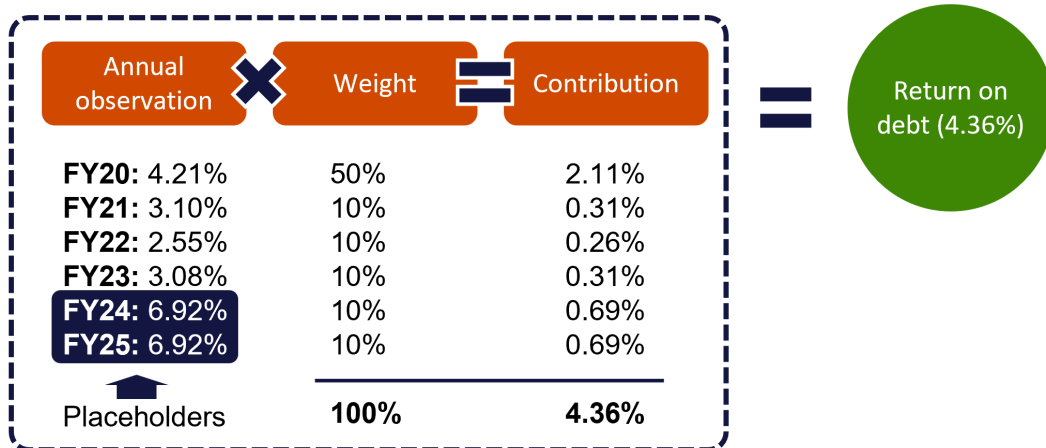 Annual
observation
Weight
Contribution
Return on
debt (4.36%)
FY20: 4.21% 50% 2.11%
FY21: 3.10% 10% 0.31%
FY22: 2.55% 10% 0.26%
FY23: 3.08% 10% 0.31%
FY24: 6.92% 10% 0.69%
FY25: 6.92% 10% 0.69%
Placeholders 100% 4.36%